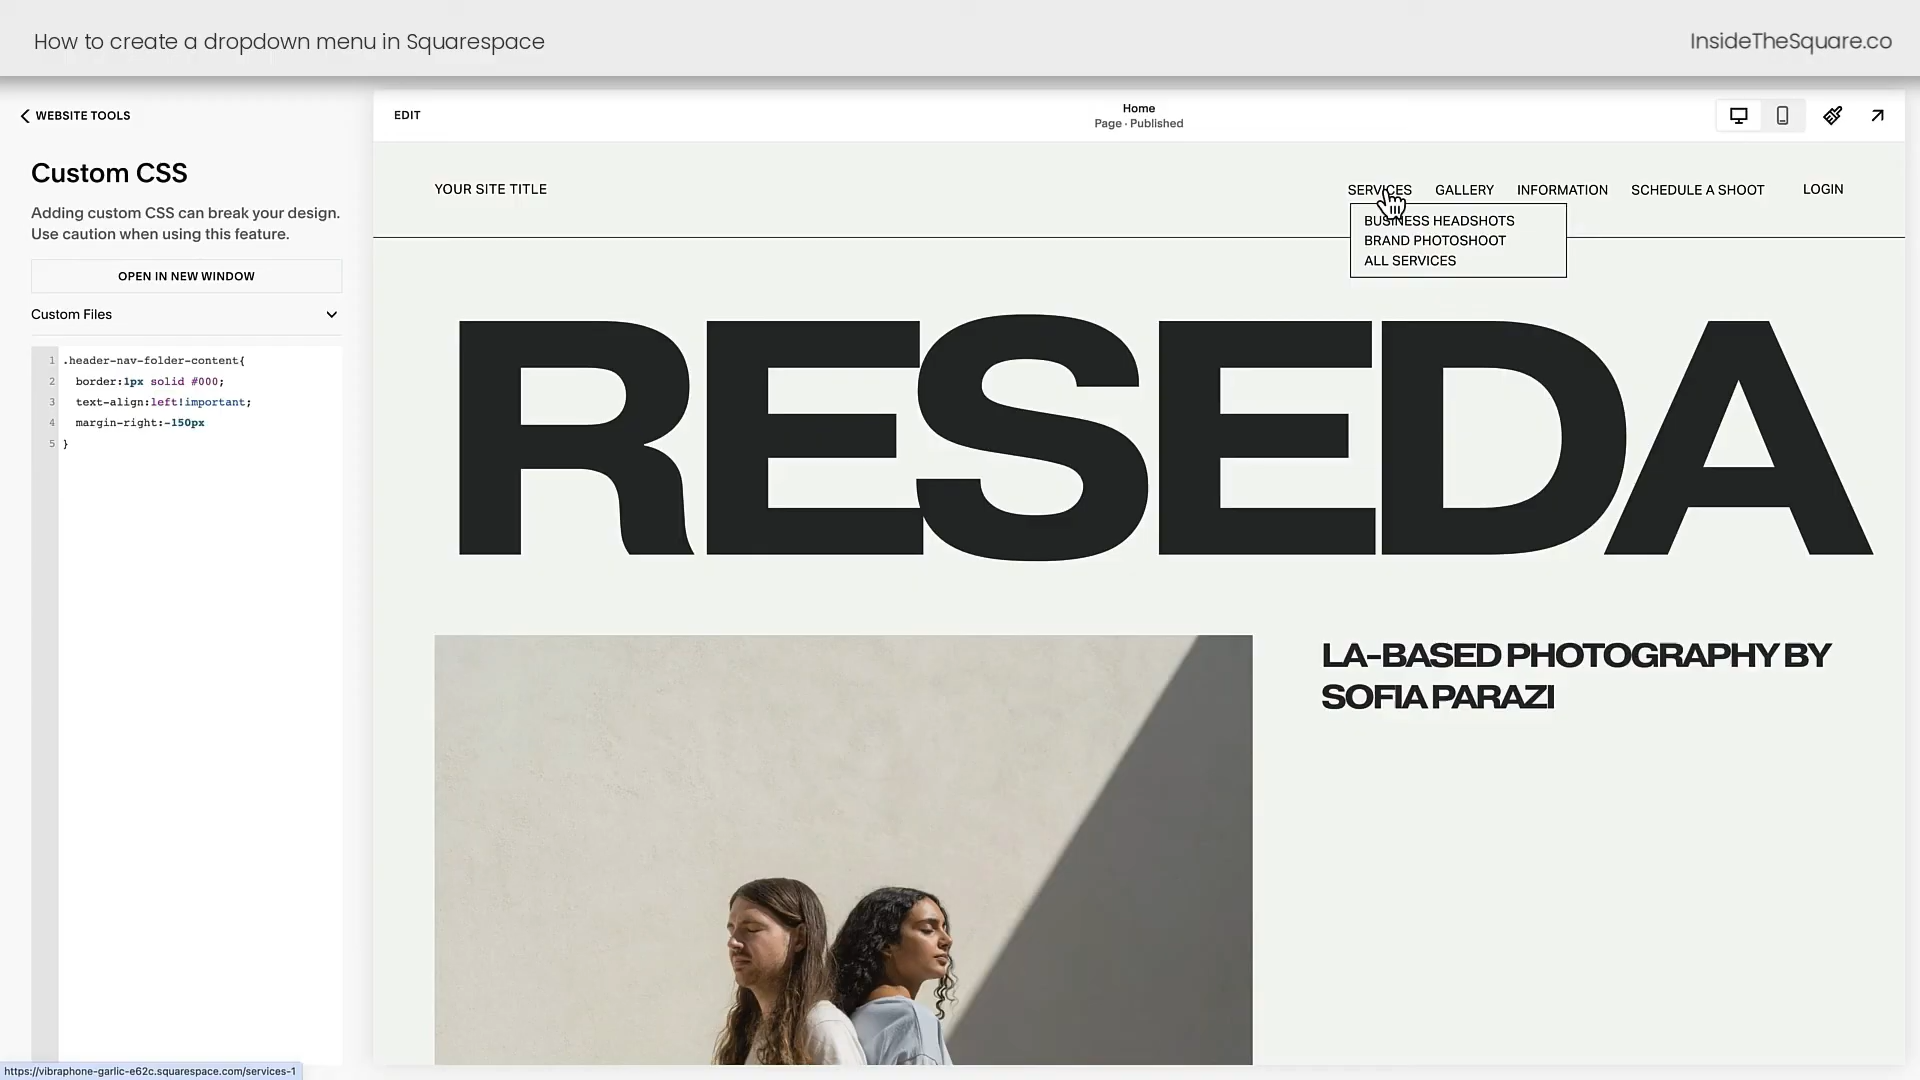 How to create a dropdown menu in Squarespace
InsideTheSquare.co
WEBSITE TOOLS
Custom CSS
Adding custom CSS can break your design.
Use caution when using this feature.
OPEN IN NEW WINDOW
Custom Files
1 .header-nav-folder-content{
2 border:1px solid #000;
3 text-align:left!important;
4 margin-right:-150px
5 }
https://vibraphone-garlic-e62c.squarespace.com/services-1
EDIT
Home
Page · Published
YOUR SITE TITLE
SERVICES GALLERY INFORMATION SCHEDULE A SHOOT LOGIN
BUSINESS HEADSHOTS
BRAND PHOTOSHOOT
ALL SERVICES
RESEDA
LA-BASED PHOTOGRAPHY BY
SOFIA PARAZI